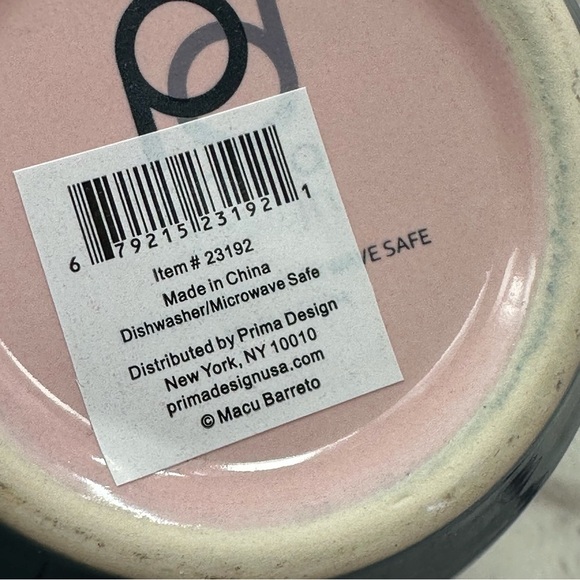 pd
6 79215 23192 1
Item # 23192
Made in China
Dishwasher/Microwave Safe
Distributed by Prima Design
New York, NY 10010
primadesignusa.com
© Macu Barreto
VE SAFE